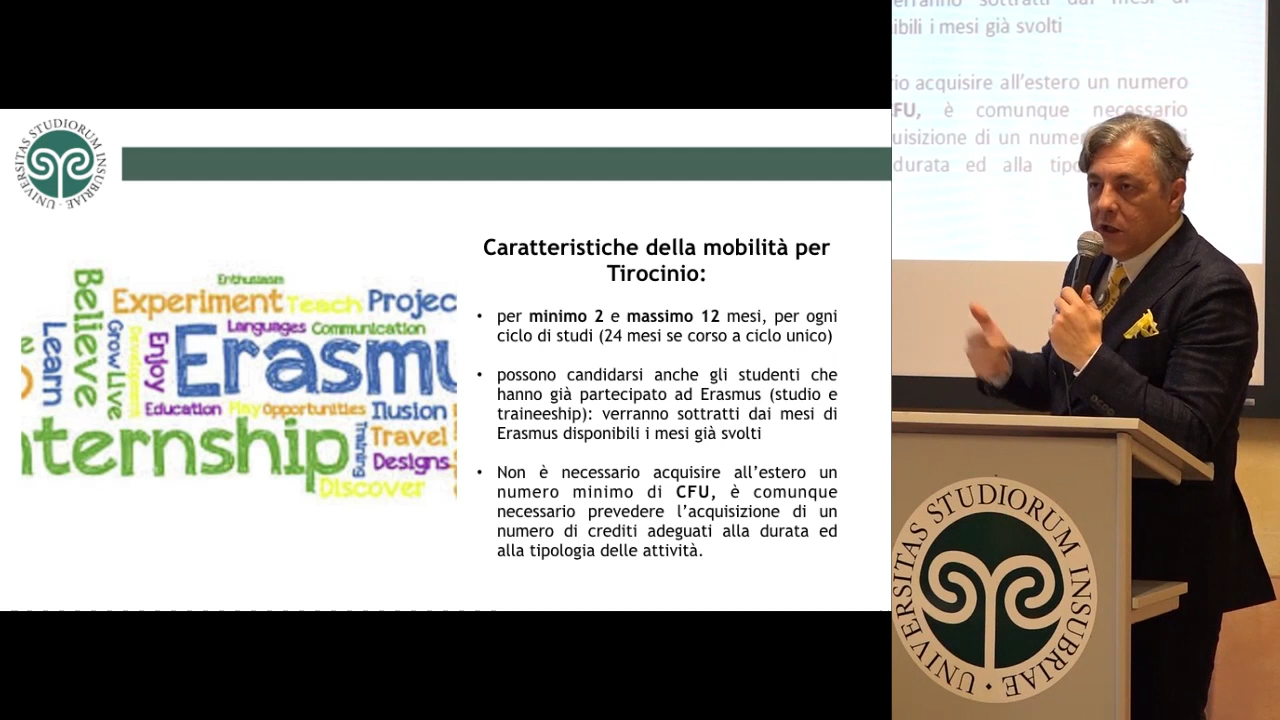 UNIVERSITAS STUDIORUM INSUBRIAE
Caratteristiche della mobilità per
Tirocinio:
• per minimo 2 e massimo 12 mesi, per ogni
ciclo di studi (24 mesi se corso a ciclo unico)
• possono candidarsi anche gli studenti che
hanno già partecipato ad Erasmus (studio e
traineeship): verranno sottratti dai mesi di
Erasmus disponibili i mesi già svolti
• Non è necessario acquisire all’estero un
numero minimo di CFU, è comunque
necessario prevedere l’acquisizione di un
numero di crediti adeguati alla durata ed
alla tipologia delle attività.
Believe
Enthusiasm
Experiment
Teach
Projec
Learn
Grow
Live
Development
Enjoy
Languages
Communication
Erasmu
Education
Play
Opportunities
Ilusion
nternship
Training
Travel
Designs
Discover
verranno sottratti dai mesi di
ibili i mesi già svolti
io acquisire all’estero un numero
FU, è comunque necessario
uisizione di un nume
durata ed alla tipo
UNIVERSITAS STUDIORUM INSUBRIAE